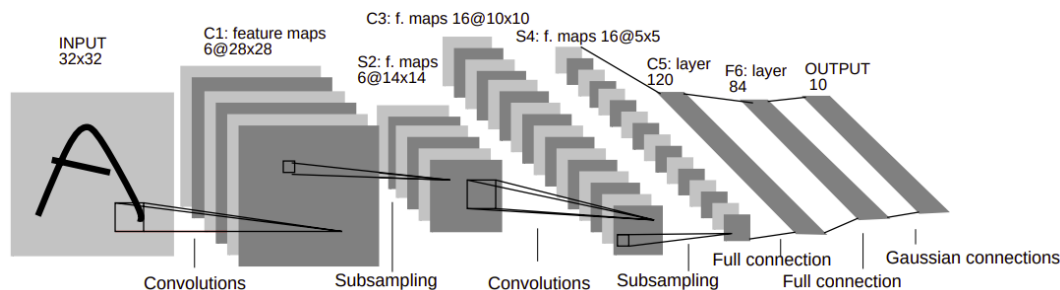 INPUT
32x32
C1: feature maps
6@28x28
S2: f. maps
6@14x14
C3: f. maps 16@10x10
S4: f. maps 16@5x5
C5: layer
120
F6: layer
84
OUTPUT
10
Convolutions
Subsampling
Convolutions
Subsampling
Full connection
Full connection
Gaussian connections